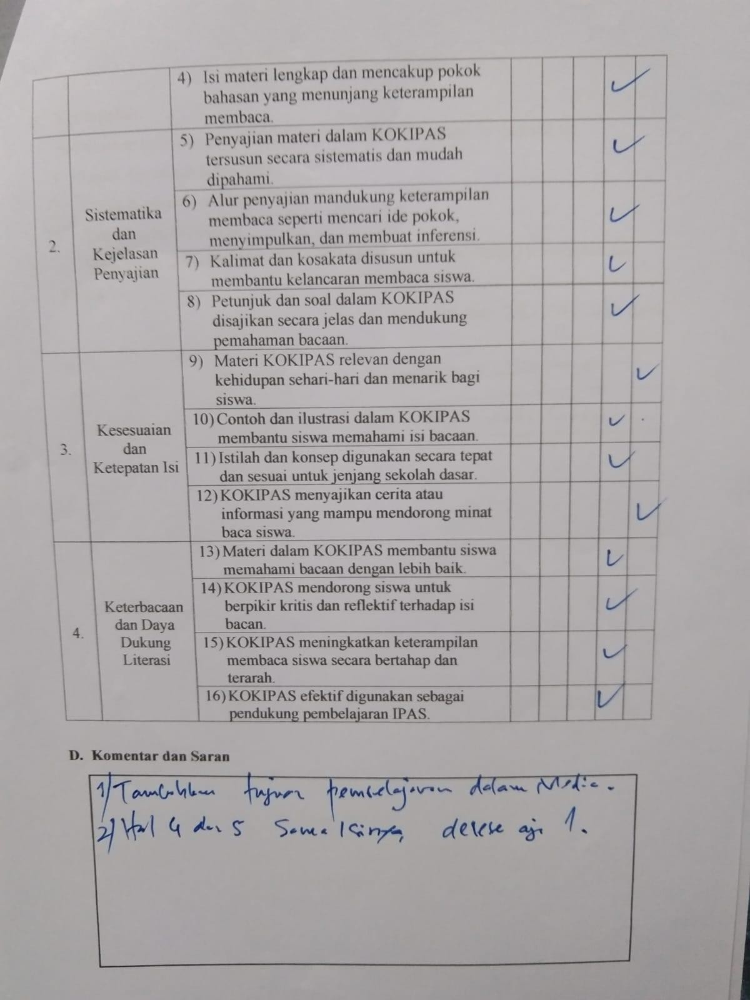 4) Isi materi lengkap dan mencakup pokok
bahasan yang menunjang keterampilan
membaca.
5) Penyajian materi dalam KOKIPAS
tersusun secara sistematis dan mudah
dipahami.
6) Alur penyajian mandukung keterampilan
membaca seperti mencari ide pokok,
menyimpulkan, dan membuat inferensi.
2.
Sistematika
dan
Kejelasan
Penyajian
7) Kalimat dan kosakata disusun untuk
membantu kelancaran membaca siswa.
8) Petunjuk dan soal dalam KOKIPAS
disajikan secara jelas dan mendukung
pemahaman bacaan.
9) Materi KOKIPAS relevan dengan
kehidupan sehari-hari dan menarik bagi
siswa.
3.
Kesesuaian
dan
Ketepatan Isi
10) Contoh dan ilustrasi dalam KOKIPAS
membantu siswa memahami isi bacaan.
11) Istilah dan konsep digunakan secara tepat
dan sesuai untuk jenjang sekolah dasar.
12) KOKIPAS menyajikan cerita atau
informasi yang mampu mendorong minat
baca siswa.
13) Materi dalam KOKIPAS membantu siswa
memahami bacaan dengan lebih baik.
4.
Keterbacaan
dan Daya
Dukung
Literasi
14) KOKIPAS mendorong siswa untuk
berpikir kritis dan reflektif terhadap isi
bacan.
15) KOKIPAS meningkatkan keterampilan
membaca siswa secara bertahap dan
terarah.
16) KOKIPAS efektif digunakan sebagai
pendukung pembelajaran IPAS.
D. Komentar dan Saran
1) Tambahkan tujuan pembelajaran dalam Media.
2) Hal 4 dan 5 Sama Isinya, delete aja 1.